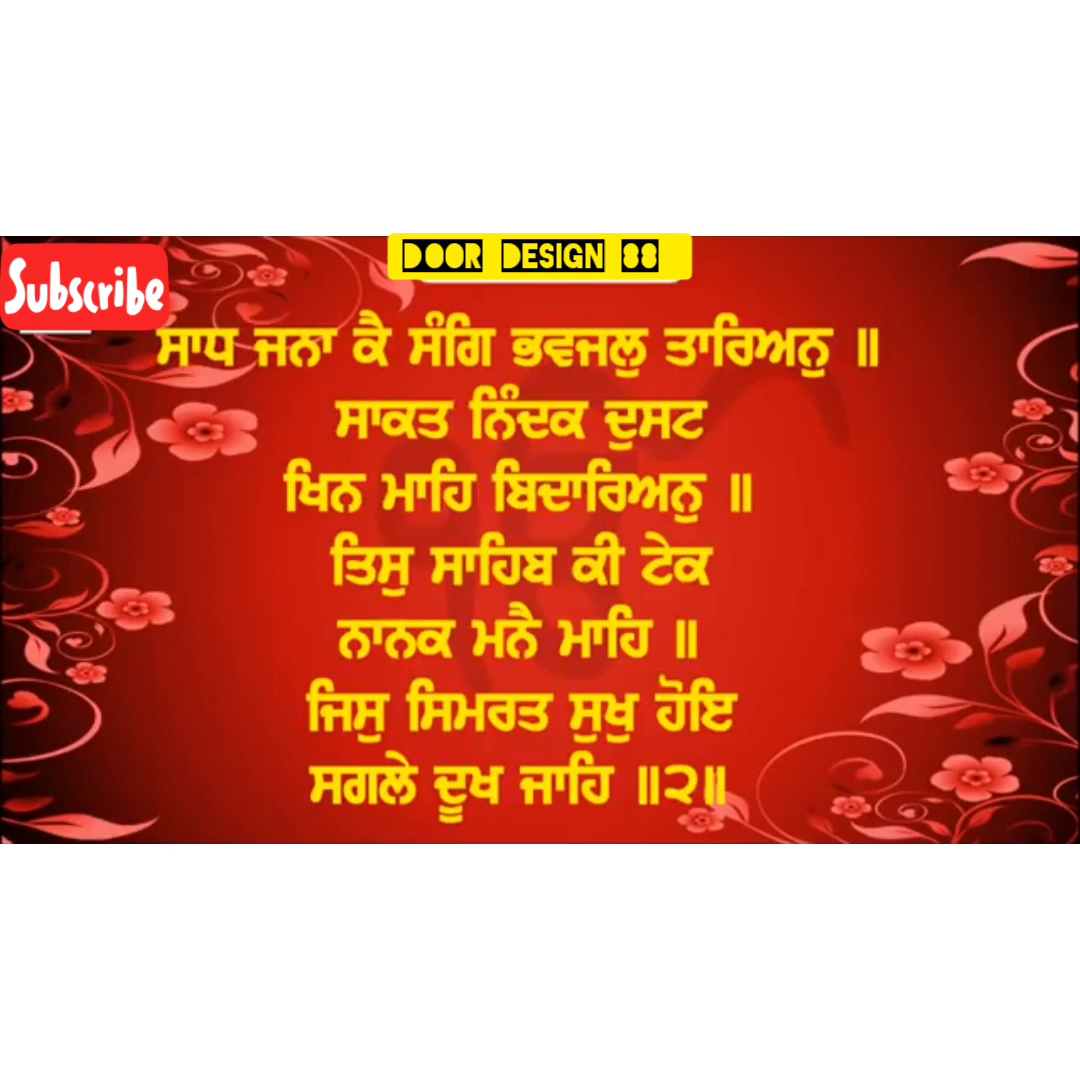 DOOR DESIGN 88
Subscribe
ਸਾਧ ਜਨਾ ਕੈ ਸੰਗਿ ਭਵਜਲੁ ਤਾਰਿਅਨੁ ॥
ਸਾਕਤ ਨਿੰਦਕ ਦੁਸਟ
ਖਿਨ ਮਾਹਿ ਬਿਦਾਰਿਅਨੁ ॥
ਤਿਸੁ ਸਾਹਿਬ ਕੀ ਟੇਕ
ਨਾਨਕ ਮਨੈ ਮਾਹਿ ॥
ਜਿਸੁ ਸਿਮਰਤ ਸੁਖੁ ਹੋਇ
ਸਗਲੇ ਦੂਖ ਜਾਹਿ ॥੨॥